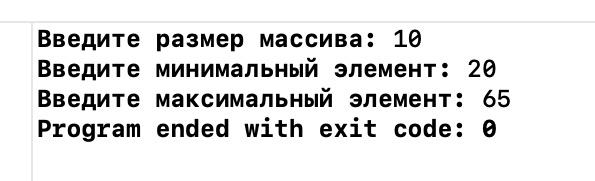 Введите размер массива: 10
Введите минимальный элемент: 20
Введите максимальный элемент: 65
Program ended with exit code: 0